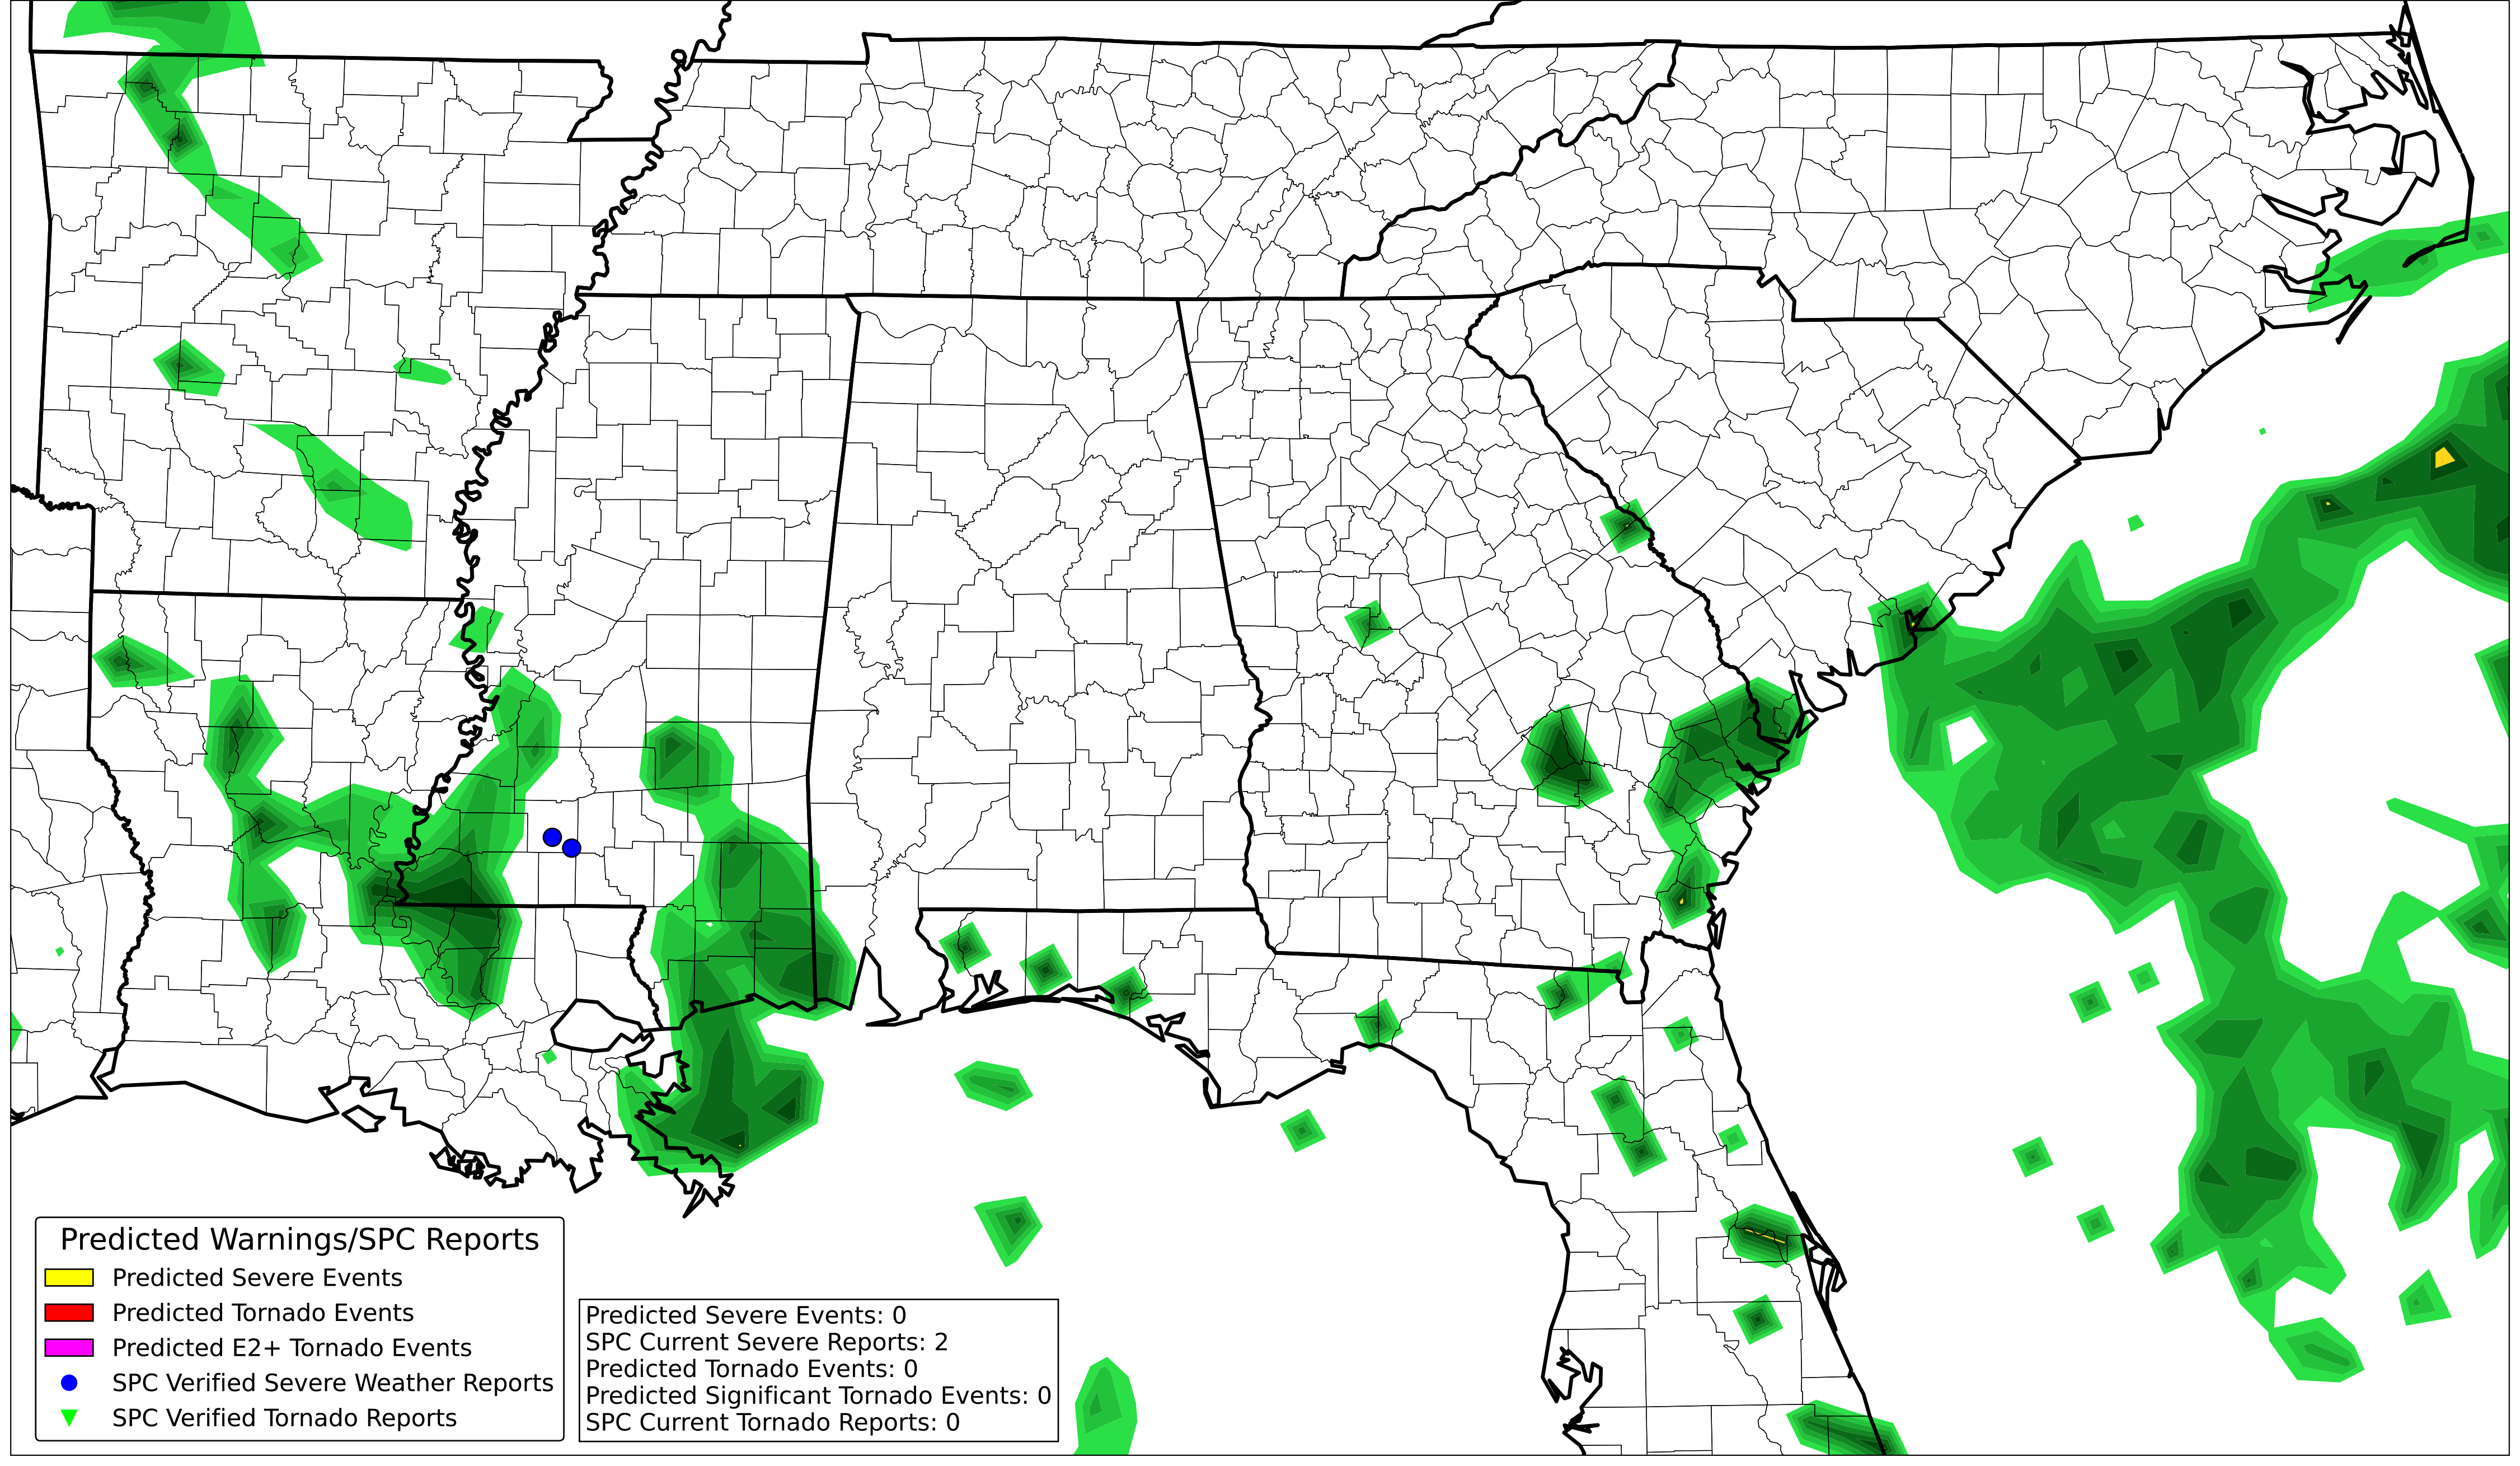 Predicted Warnings/SPC Reports
Predicted Severe Events
Predicted Tornado Events
Predicted E2+ Tornado Events
SPC Verified Severe Weather Reports
SPC Verified Tornado Reports
Predicted Severe Events: 0
SPC Current Severe Reports: 2
Predicted Tornado Events: 0
Predicted Significant Tornado Events: 0
SPC Current Tornado Reports: 0